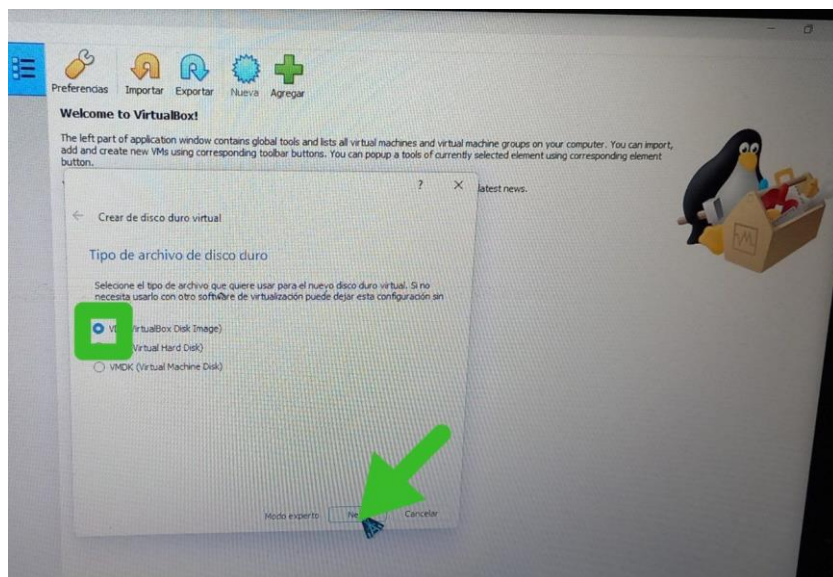 Preferencias Importar Exportar Nueva Agregar
Welcome to VirtualBox!
The left part of application window contains global tools and lists all virtual machines and virtual machine groups on your computer. You can import,
add and create new VMs using corresponding toolbar buttons. You can popup a tools of currently selected element using corresponding element
button.
latest news.
Crear de disco duro virtual
Tipo de archivo de disco duro
Selecione el tipo de archivo que quiere usar para el nuevo disco duro virtual. Si no
necesita usarlo con otro software de virtualización puede dejar esta configuración sin
VirtualBox Disk Image)
Virtual Hard Disk)
VMDK (Virtual Machine Disk)
Modo experto Cancelar